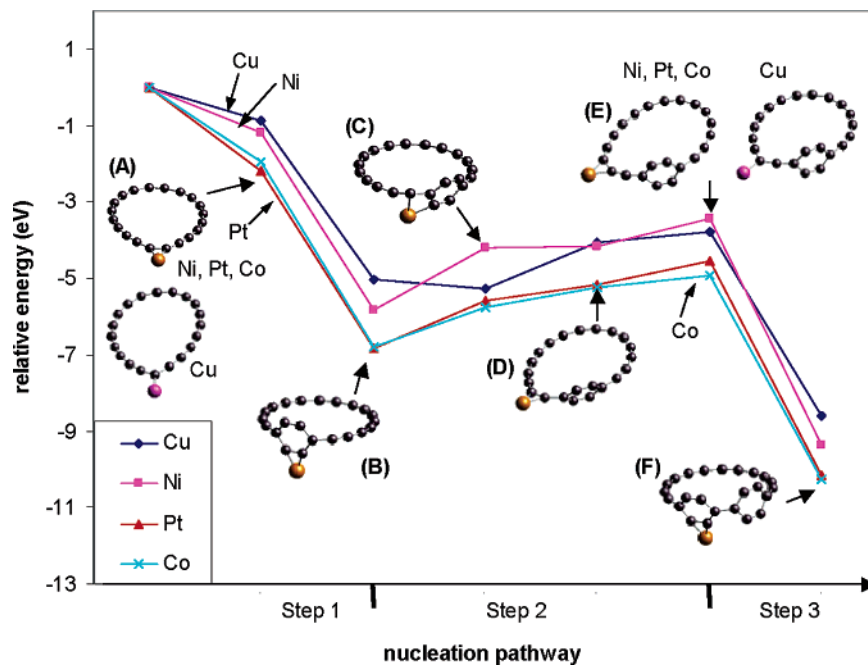 1
-1
-3
-5
-7
-9
-11
-13
relative energy (eV)
Cu
Ni
(A)
Pt
Ni, Pt, Co
Cu
(C)
Ni, Pt, Co
Cu
(E)
(B)
(D)
Co
(F)
Cu
Ni
Pt
Co
Step 1
Step 2
Step 3
nucleation pathway